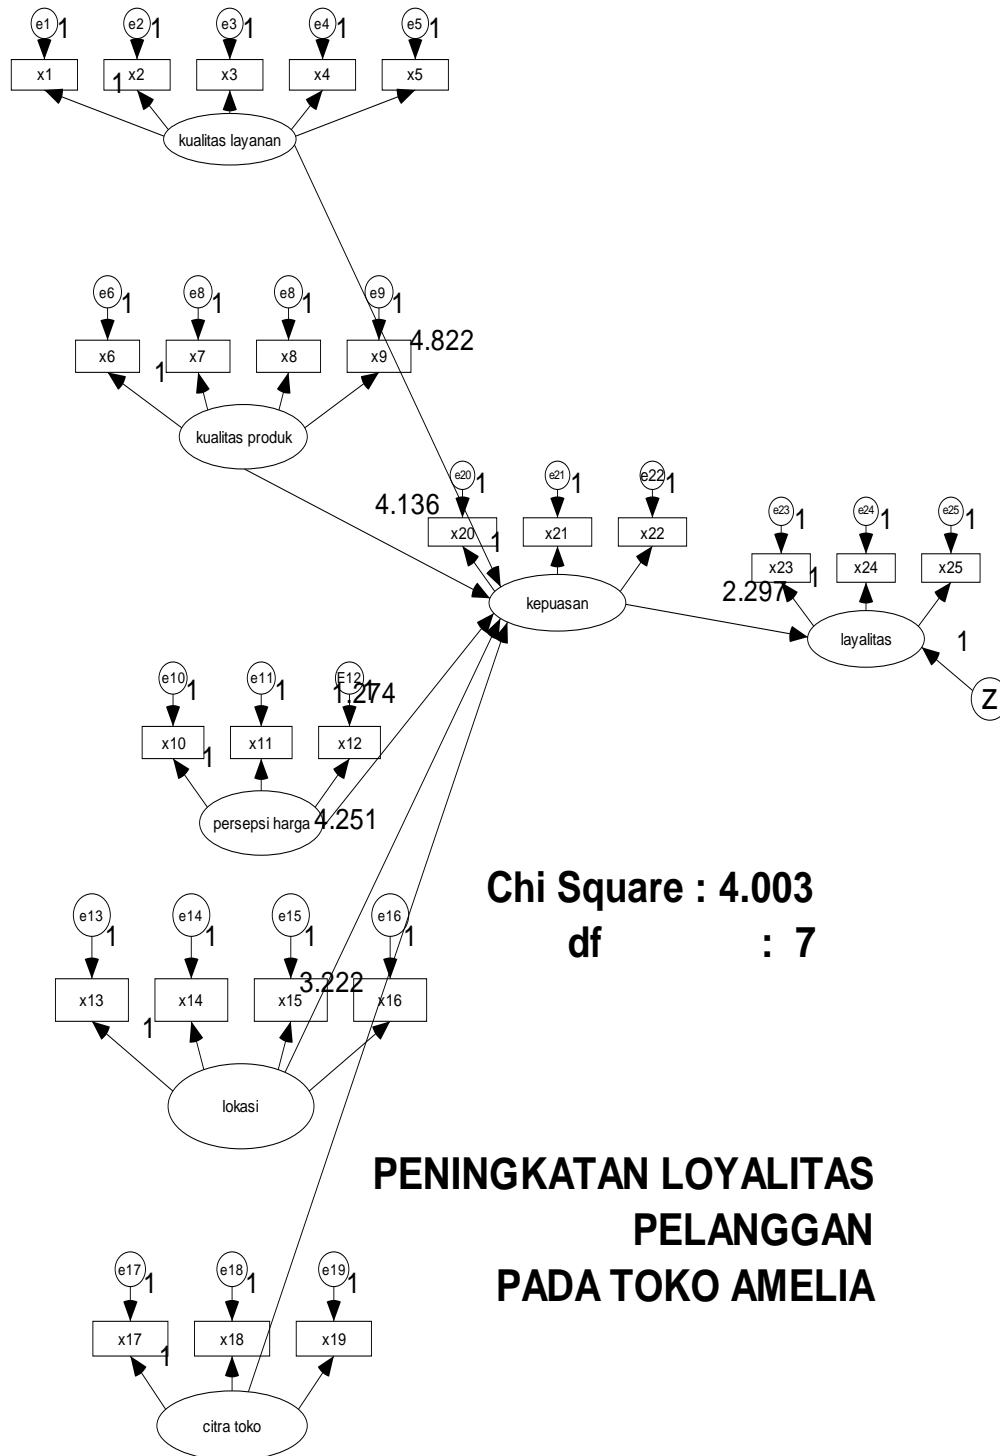 e1 1 e2 1 e3 1 e4 1 e5 1
x1 1 x2 x3 x4 x5
kualitas layanan
e6 1 e8 1 e8 1 e9 1
4.822
x6 1 x7 x8 x9
kualitas produk
4.136
e20 1 e21 1 e22 1
x20 1 x21 x22
e23 1 e24 1 e25 1
x23 1 x24 x25
2.297
kepuasan
layalitas 1
Z
e10 1 e11 1 E12 1
1.274
x10 1 x11 x12
persepsi harga 4.251
Chi Square : 4.003
df : 7
e13 1 e14 1 e15 1 e16 1
3.222
x13 x14 x15 x16
1
lokasi
PENINGKATAN LOYALITAS
PELANGGAN
PADA TOKO AMELIA
e17 1 e18 1 e19 1
x17 1 x18 x19
citra toko